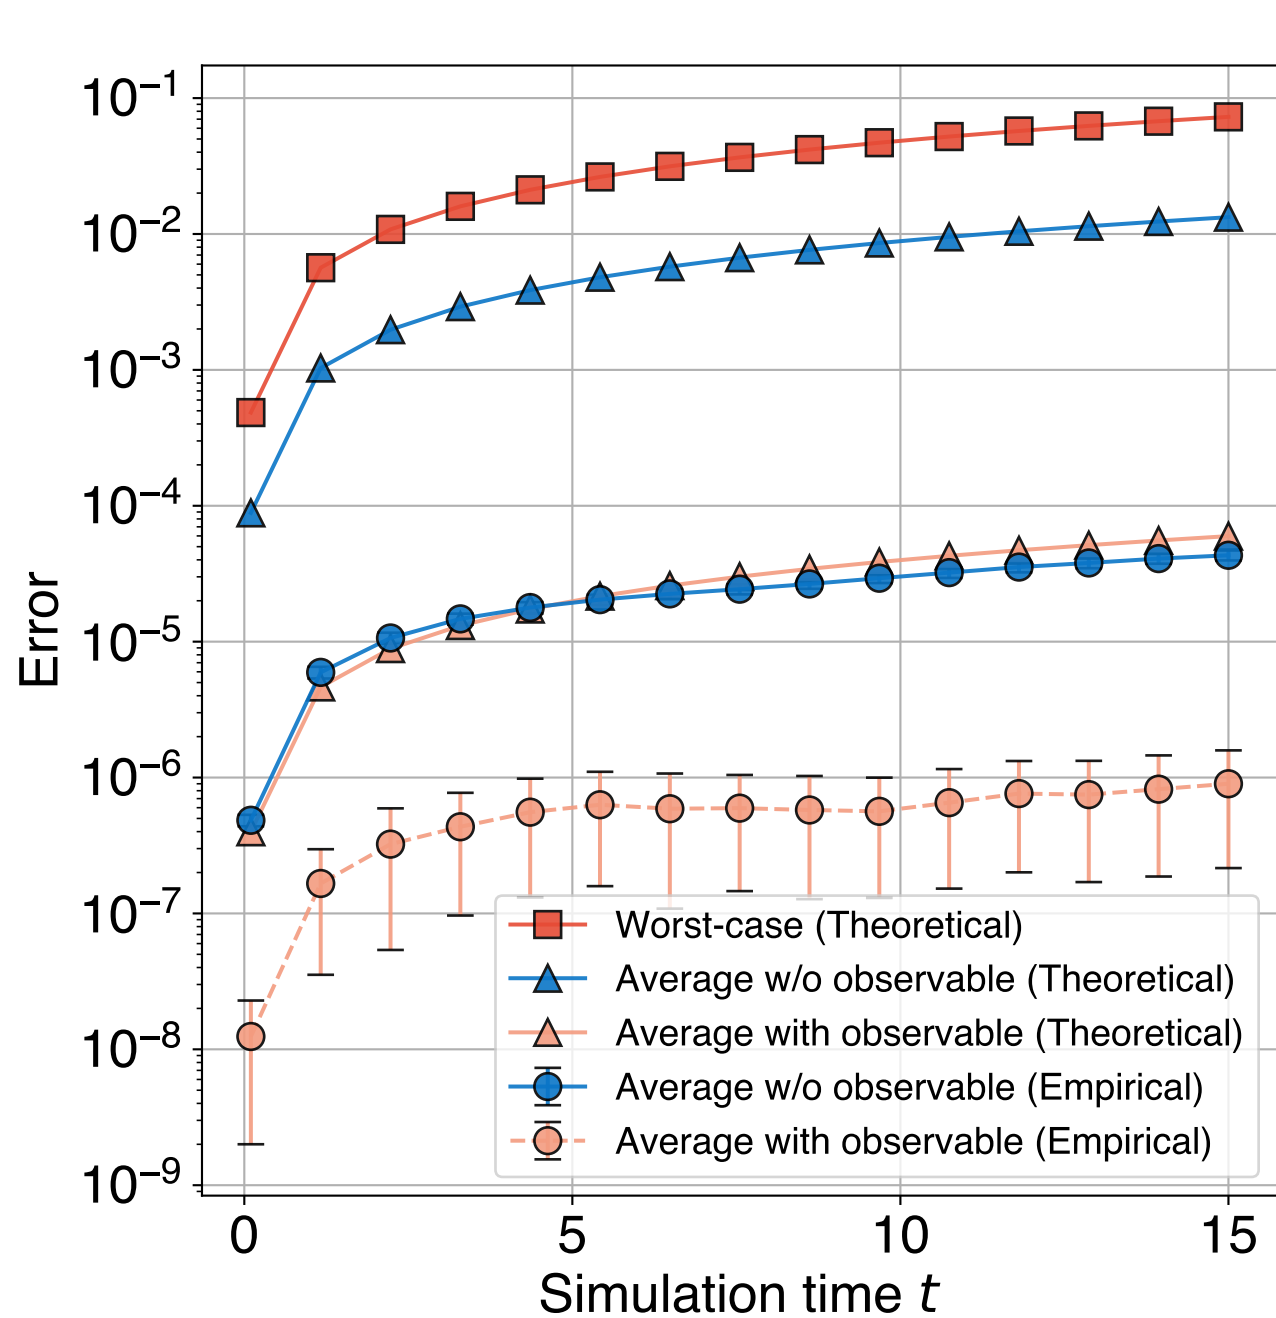 10⁻¹
10⁻²
10⁻³
10⁻⁴
10⁻⁵
10⁻⁶
10⁻⁷
10⁻⁸
10⁻⁹
Error
Worst-case (Theoretical)
Average w/o observable (Theoretical)
Average with observable (Theoretical)
Average w/o observable (Empirical)
Average with observable (Empirical)
0 5 10 15
Simulation time t